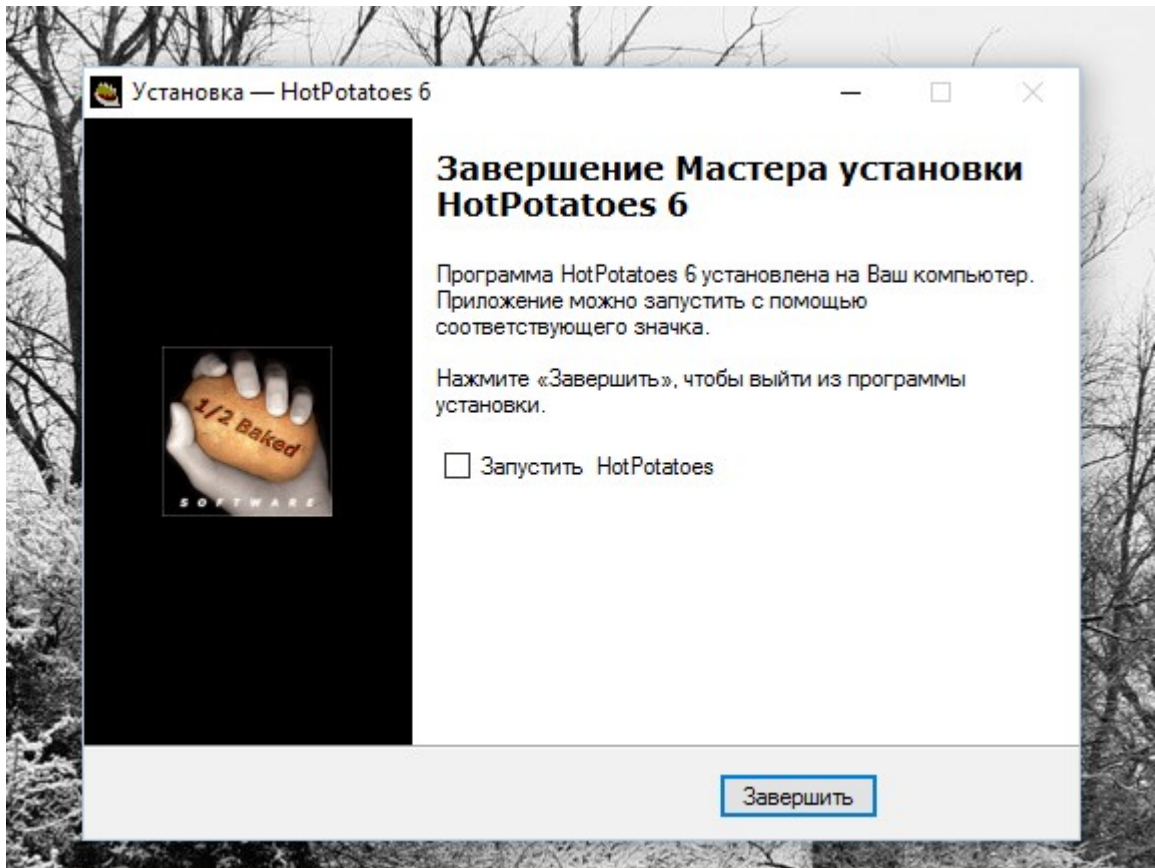 Установка — HotPotatoes 6
Завершение Мастера установки
HotPotatoes 6
Программа HotPotatoes 6 установлена на Ваш компьютер.
Приложение можно запустить с помощью
соответствующего значка.
Нажмите «Завершить», чтобы выйти из программы
установки.
1/2 Baked
SOFTWARE
Запустить HotPotatoes
Завершить